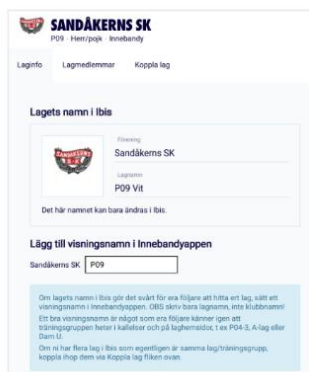 SANDÅKERNS SK
P09 · Herr/pojk · Innebandy
Laginfo Lagmedlemmar Koppla lag
Lagets namn i Ibis
Förening
Sandåkerns SK
Lagnamn
P09 Vit
Det här namnet kan bara ändras i Ibis.
Lägg till visningsnamn i Innebandyappen
Sandåkerns SK P09
Om lagets namn i Ibis gör det svårt för era följare att hitta ert lag, sätt ett
visningsnamn i Innebandyappen. OBS skriv bara lagnamn, inte klubbnamn!
Ett bra visningsnamn är något som era följare känner igen att
träningsgruppen heter i kallelser och på laghemsidor, t ex P04-3, A-lag eller
Dam U.
Om ni har flera lag i Ibis som egentligen är samma lag/träningsgrupp,
koppla ihop dem via Koppla lag fliken ovan.